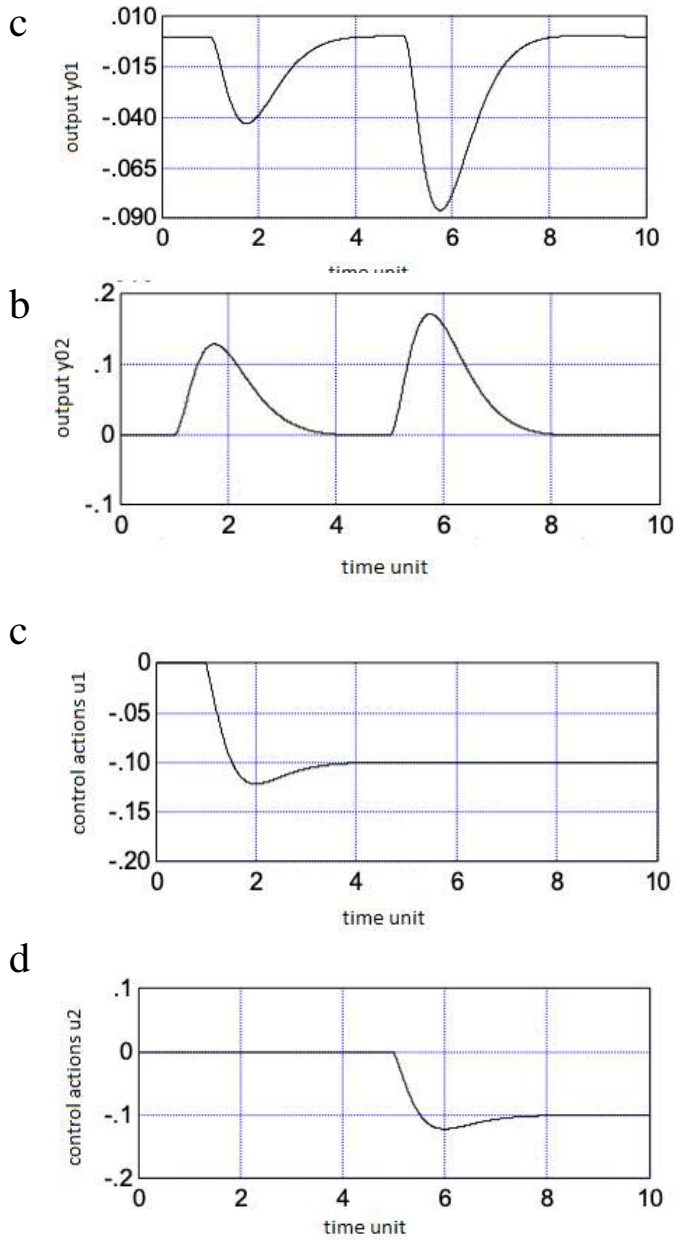 c
output y01
.010
-.015
-.040
-.065
-.090
0 2 4 6 8 10
time unit
b
output y02
.2
.1
0
-.1
0 2 4 6 8 10
time unit
c
control actions u1
0
-.05
-.10
-.15
-.20
0 2 4 6 8 10
time unit
d
control actions u2
.1
0
-.1
-.2
0 2 4 6 8 10
time unit